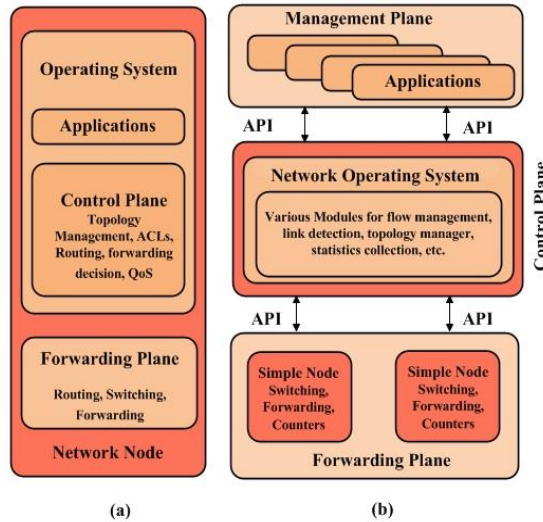 Operating System
Applications
Control Plane
Topology
Management, ACLs,
Routing, forwarding
decision, QoS
Forwarding Plane
Routing, Switching,
Forwarding
Network Node
(a)
Management Plane
Applications
API
API
Network Operating System
Various Modules for flow management,
link detection, topology manager,
statistics collection, etc.
Control Plane
API
API
Simple Node
Switching,
Forwarding,
Counters
Simple Node
Switching,
Forwarding,
Counters
Forwarding Plane
(b)